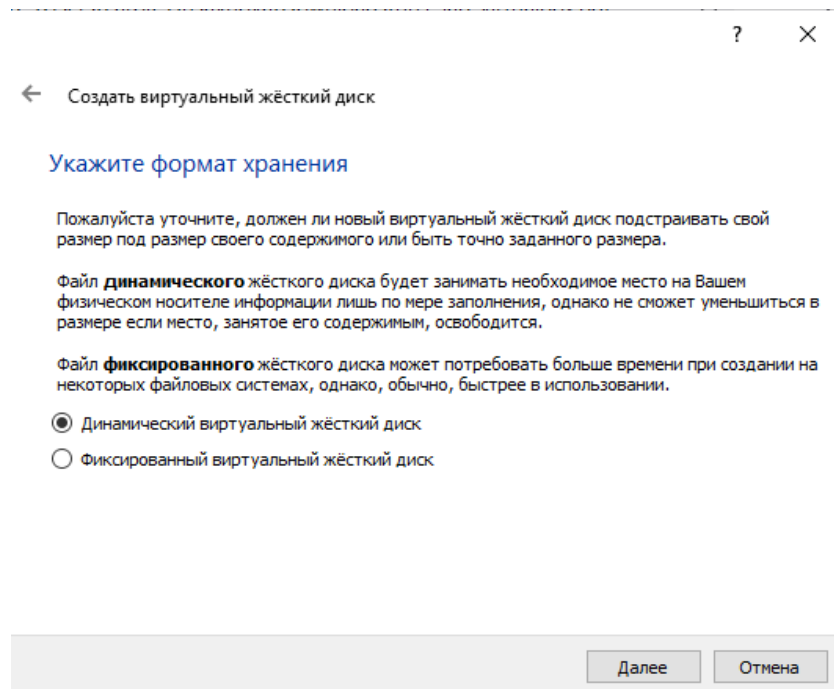 ?
Создать виртуальный жёсткий диск
Укажите формат хранения
Пожалуйста уточните, должен ли новый виртуальный жёсткий диск подстраивать свой
размер под размер своего содержимого или быть точно заданного размера.
Файл динамического жёсткого диска будет занимать необходимое место на Вашем
физическом носителе информации лишь по мере заполнения, однако не сможет уменьшиться в
размере если место, занятое его содержимым, освободится.
Файл фиксированного жёсткого диска может потребовать больше времени при создании на
некоторых файловых системах, однако, обычно, быстрее в использовании.
Динамический виртуальный жёсткий диск
Фиксированный виртуальный жёсткий диск
Далее Отмена